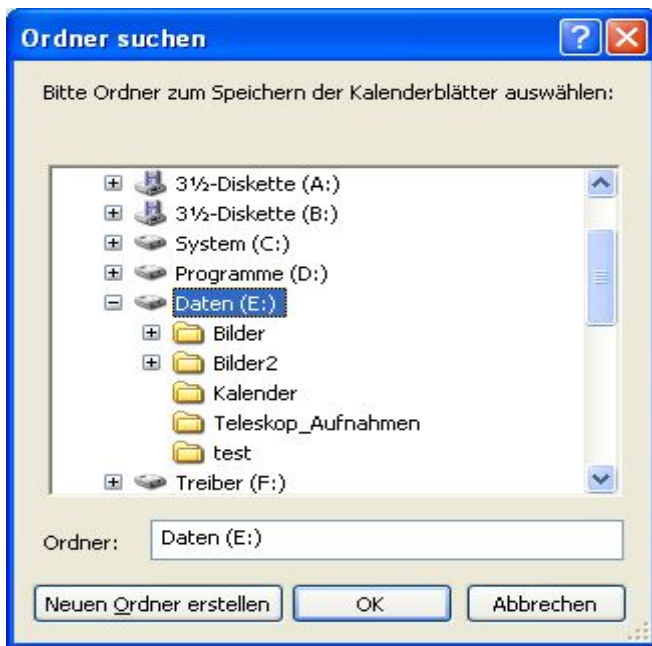 Ordner suchen
Bitte Ordner zum Speichern der Kalenderblätter auswählen:
3½-Diskette (A:)
3½-Diskette (B:)
System (C:)
Programme (D:)
Daten (E:)
Bilder
Bilder2
Kalender
Teleskop_Aufnahmen
test
Treiber (F:)
Ordner: Daten (E:)
Neuen Ordner erstellen OK Abbrechen